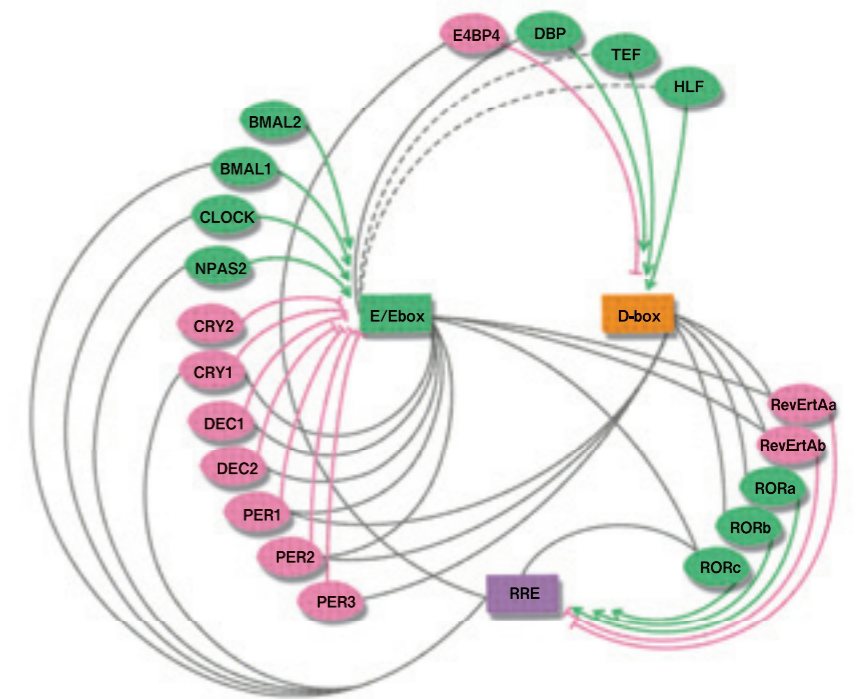 E4BP4
DBP
TEF
HLF
BMAL2
BMAL1
CLOCK
NPAS2
CRY2
CRY1
DEC1
DEC2
PER1
PER2
PER3
E/Ebox
D-box
RRE
RevErtAa
RevErtAb
RORa
RORb
RORc